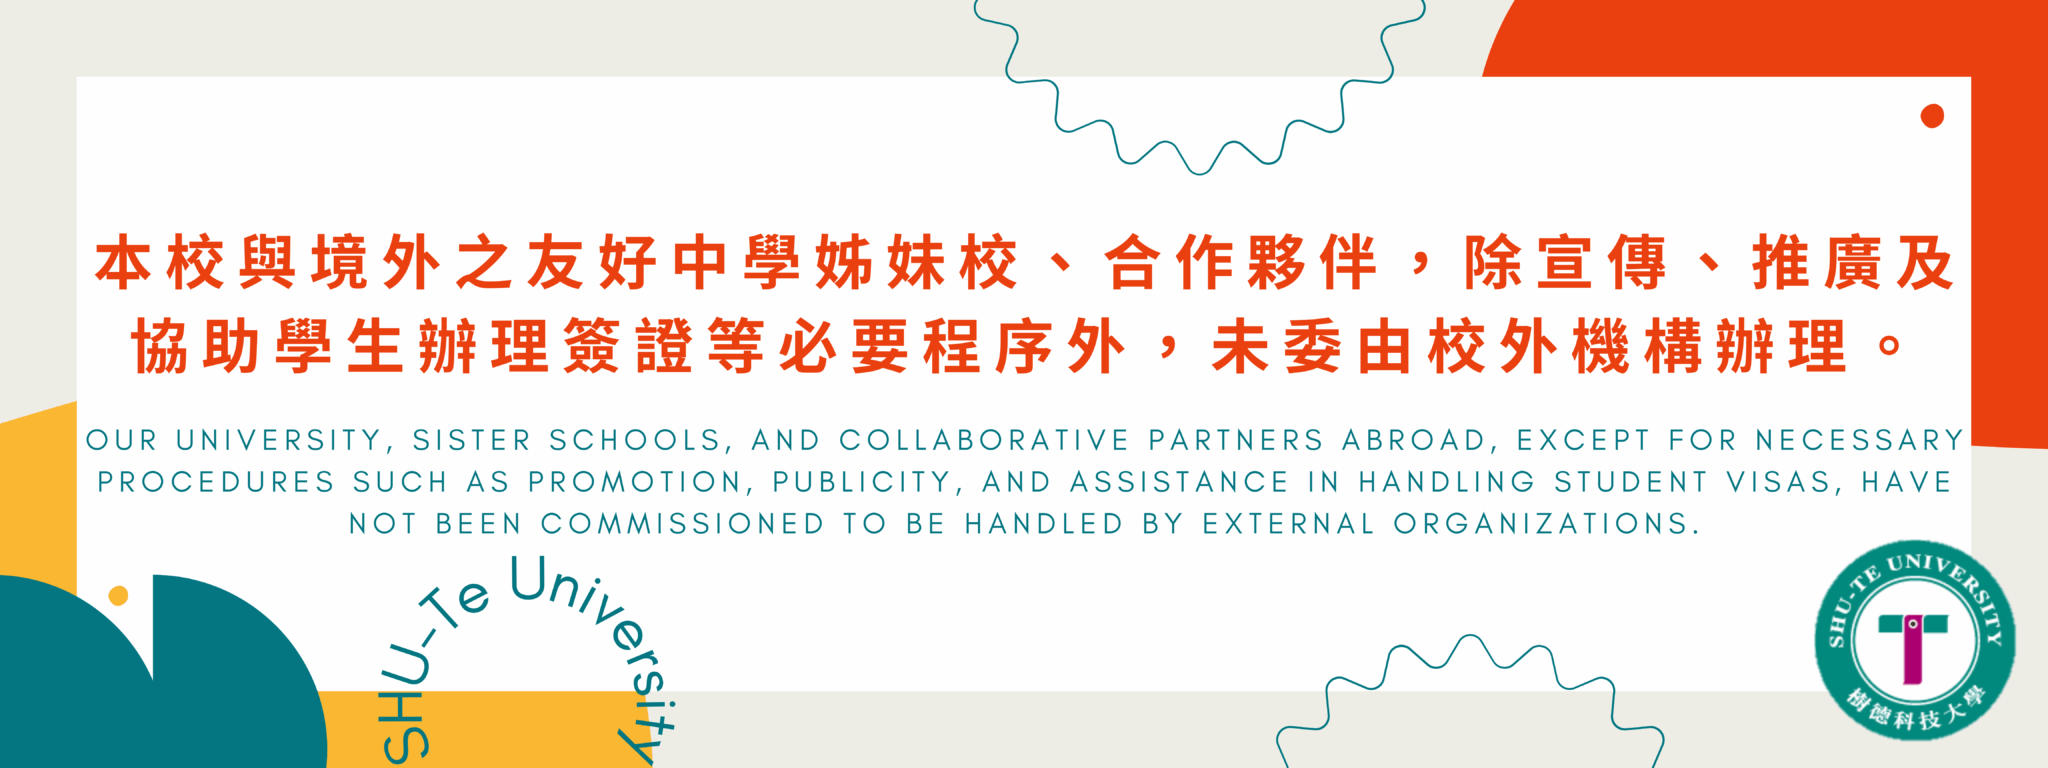 本校與境外之友好中學姊妹校、合作夥伴，除宣傳、推廣及
協助學生辦理簽證等必要程序外，未委由校外機構辦理。
OUR UNIVERSITY, SISTER SCHOOLS, AND COLLABORATIVE PARTNERS ABROAD, EXCEPT FOR NECESSARY
PROCEDURES SUCH AS PROMOTION, PUBLICITY, AND ASSISTANCE IN HANDLING STUDENT VISAS, HAVE
NOT BEEN COMMISSIONED TO BE HANDLED BY EXTERNAL ORGANIZATIONS.
SHU-Te University
SHU-TE UNIVERSITY
樹德科技大學